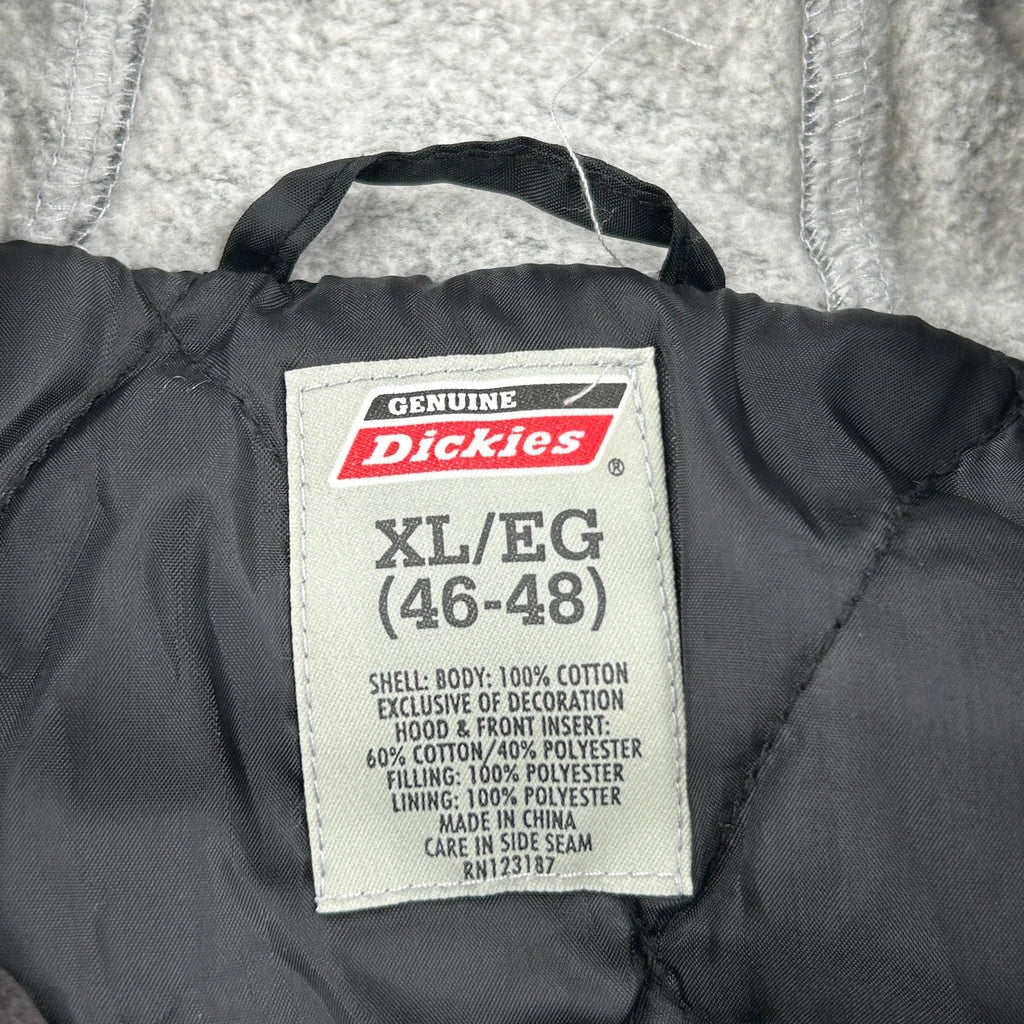 GENUINE
Dickies
®
XL/EG
(46-48)
SHELL: BODY: 100% COTTON
EXCLUSIVE OF DECORATION
HOOD & FRONT INSERT:
60% COTTON/40% POLYESTER
FILLING: 100% POLYESTER
LINING: 100% POLYESTER
MADE IN CHINA
CARE IN SIDE SEAM
RN123187